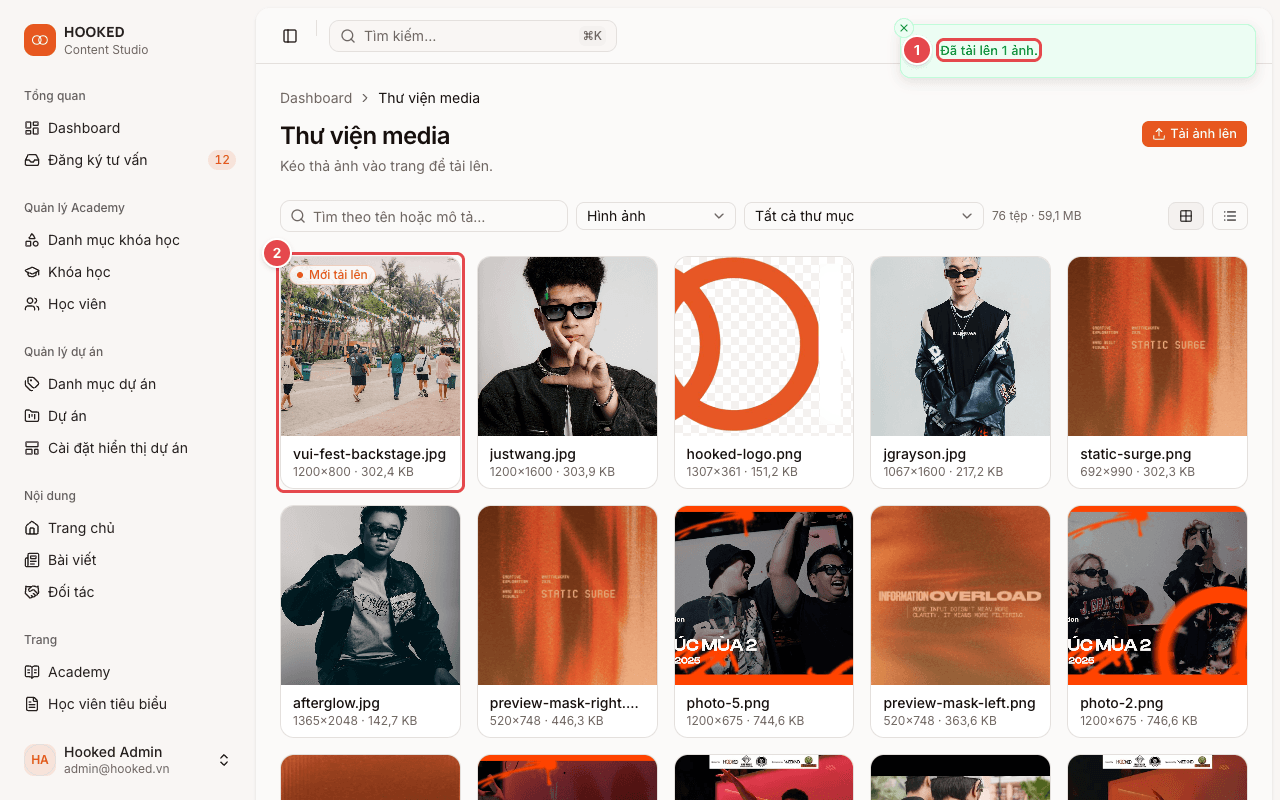 HOOKED
Content Studio
Tổng quan
Dashboard
Đăng ký tư vấn
12
Quản lý Academy
Danh mục khóa học
Khóa học
Học viên
Quản lý dự án
Danh mục dự án
Dự án
Cài đặt hiển thị dự án
Nội dung
Trang chủ
Bài viết
Đối tác
Trang
Academy
Học viên tiêu biểu
HA
Hooked Admin
admin@hooked.vn
Tìm kiếm...
⌘K
1
Đã tải lên 1 ảnh.
Dashboard > Thư viện media
Thư viện media
Tải ảnh lên
Kéo thả ảnh vào trang để tải lên.
Tìm theo tên hoặc mô tả...
Hình ảnh
Tất cả thư mục
76 tệp · 59,1 MB
2
Mới tải lên
STATIC SURGE
vui-fest-backstage.jpg
1200×800 · 302,4 KB
justwang.jpg
1200×1600 · 303,9 KB
hooked-logo.png
1307×361 · 151,2 KB
jgrayson.jpg
1067×1600 · 217,2 KB
static-surge.png
692×990 · 302,3 KB
STATIC SURGE
ÚC MÙA 2
2025
INFORMATION OVERLOAD
MORE INPUT DOESN'T MEAN MORE
CLARITY. IT MEANS MORE FILTERING.
ÚC MÙA 2
2025
afterglow.jpg
1365×2048 · 142,7 KB
preview-mask-right....
520×748 · 446,3 KB
photo-5.png
1200×675 · 744,6 KB
preview-mask-left.png
520×748 · 363,6 KB
photo-2.png
1200×675 · 746,6 KB